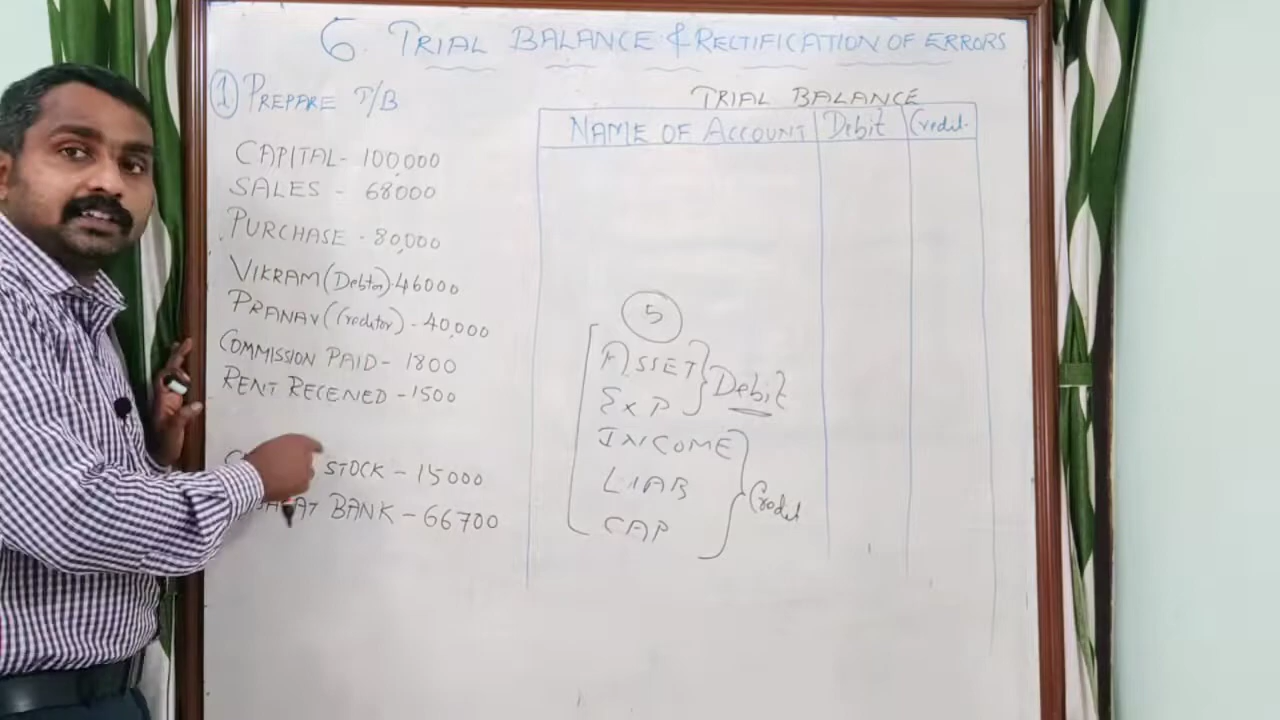 6. TRIAL BALANCE & RECTIFICATION OF ERRORS
1 PREPARE T/B
CAPITAL - 100,000
SALES - 68000
PURCHASE - 80,000
VIKRAM (Debtor) - 46000
PRANAV (Creditor) - 40,000
COMMISSION PAID - 1800
RENT RECEIVED - 1500
STOCK - 15000
AT BANK - 66700
TRIAL BALANCE
NAME OF ACCOUNT Debit Credit
5
ASSET
EXP
Debit
INCOME
LIAB
CAP
Credit